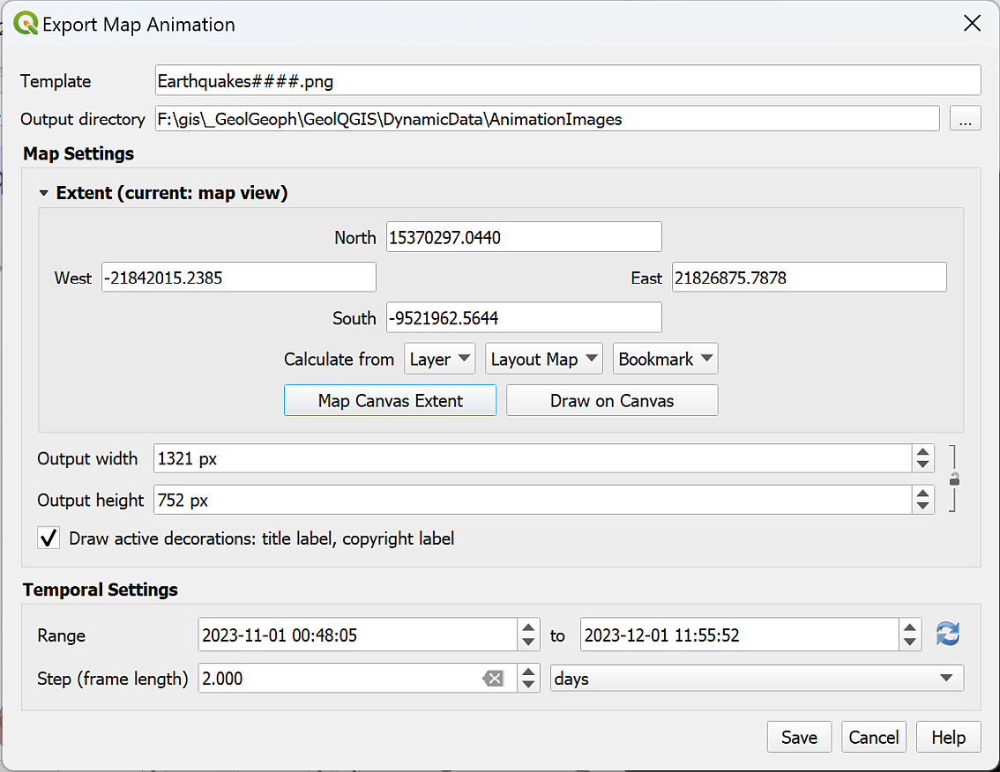 Export Map Animation
Template Earthquakes####.png
Output directory F:\gis\_GeolGeoph\GeolQGIS\DynamicData\AnimationImages ...
Map Settings
Extent (current: map view)
North 15370297.0440
West -21842015.2385 East 21826875.7878
South -9521962.5644
Calculate from Layer Layout Map Bookmark
Map Canvas Extent Draw on Canvas
Output width 1321 px
Output height 752 px
Draw active decorations: title label, copyright label
Temporal Settings
Range 2023-11-01 00:48:05 to 2023-12-01 11:55:52
Step (frame length) 2.000 days
Save Cancel Help